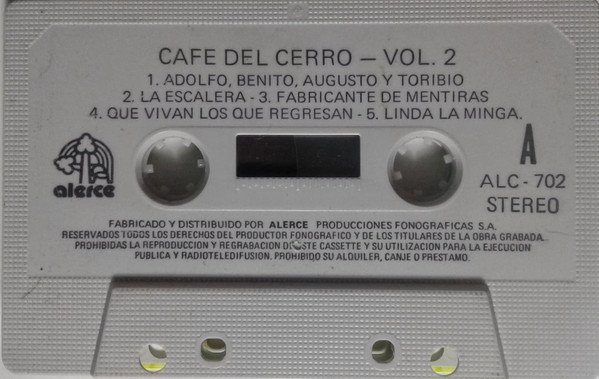 CAFE DEL CERRO — VOL. 2
1. ADOLFO, BENITO, AUGUSTO Y TORIBIO
2. LA ESCALERA - 3. FABRICANTE DE MENTIRAS
4. QUE VIVAN LOS QUE REGRESAN - 5. LINDA LA MINGA.
alerce
A
ALC - 702
STEREO
FABRICADO Y DISTRIBUIDO POR ALERCE PRODUCCIONES FONOGRAFICAS S.A.
RESERVADOS TODOS LOS DERECHOS DEL PRODUCTOR FONOGRAFICO Y DE LOS TITULARES DE LA OBRA GRABADA.
PROHIBIDAS LA REPRODUCCION Y REGRABACION DE ESTE CASSETTE Y SU UTILIZACION PARA LA EJECUCION
PUBLICA Y RADIOTELEDIFUSION. PROHIBIDO SU ALQUILER, CANJE O PRESTAMO.